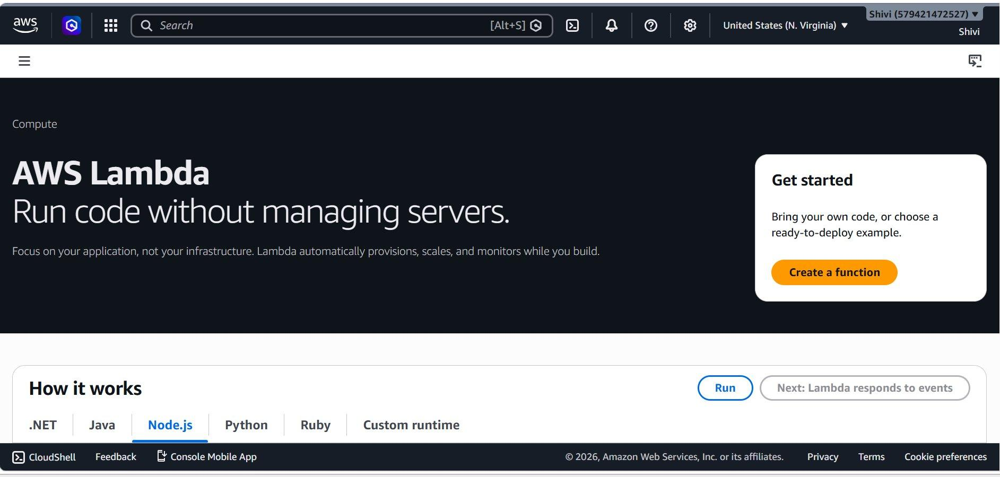 aws
Search [Alt+S]
United States (N. Virginia)
Shivi (579421472527)
Shivi
Compute
AWS Lambda
Run code without managing servers.
Focus on your application, not your infrastructure. Lambda automatically provisions, scales, and monitors while you build.
Get started
Bring your own code, or choose a
ready-to-deploy example.
Create a function
How it works
Run
Next: Lambda responds to events
.NET Java Node.js Python Ruby Custom runtime
CloudShell Feedback Console Mobile App © 2026, Amazon Web Services, Inc. or its affiliates. Privacy Terms Cookie preferences